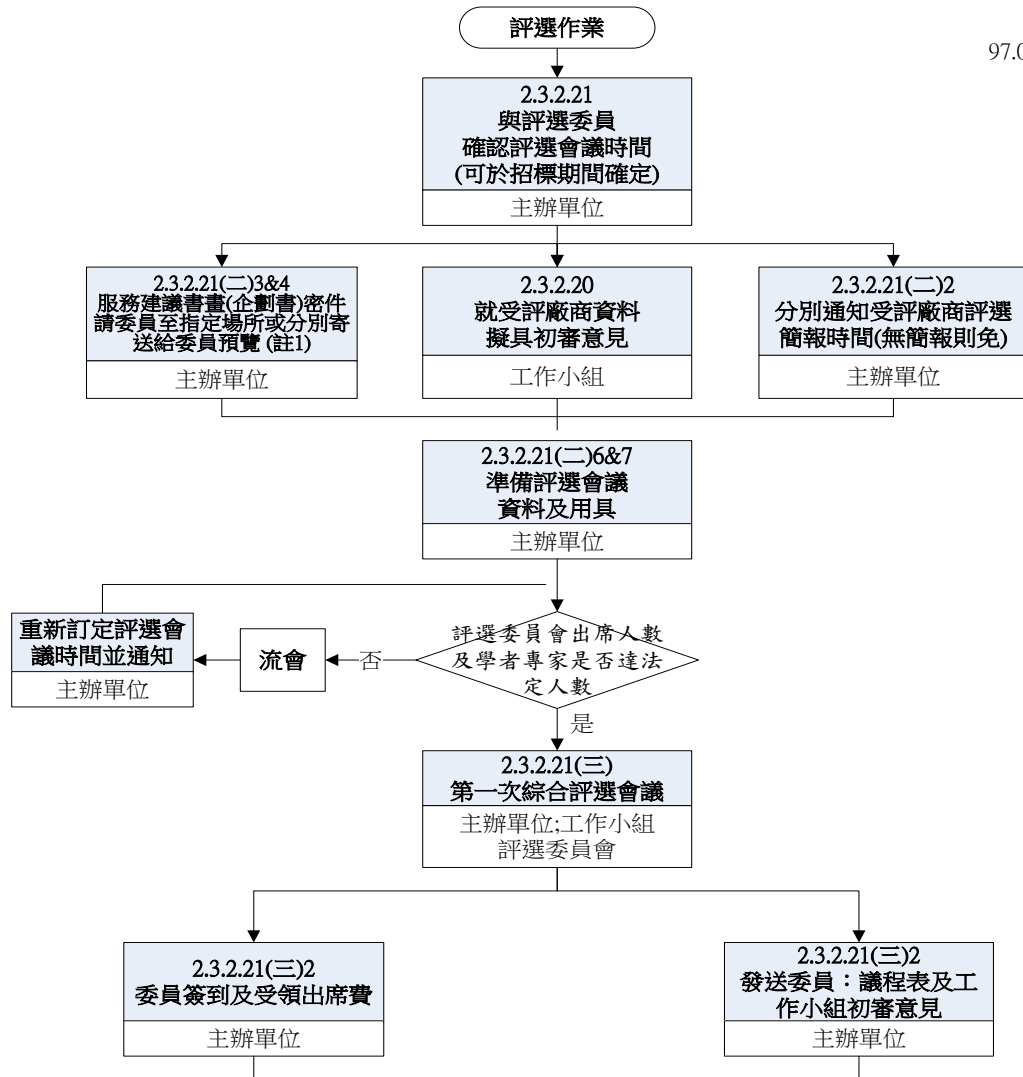 評選作業
97.0
2.3.2.21
與評選委員
確認評選會議時間
(可於招標期間確定)
主辦單位
2.3.2.21(二)3&4
服務建議書畫(企劃書)密件
請委員至指定場所或分別寄
送給委員預覽 (註1)
主辦單位
2.3.2.20
就受評廠商資料
擬具初審意見
工作小組
2.3.2.21(二)2
分別通知受評廠商評選
簡報時間(無簡報則免)
主辦單位
2.3.2.21(二)6&7
準備評選會議
資料及用具
主辦單位
評選委員會出席人數
及學者專家是否達法
定人數
否
流會
重新訂定評選會
議時間並通知
主辦單位
是
2.3.2.21(三)
第一次綜合評選會議
主辦單位;工作小組
評選委員會
2.3.2.21(三)2
委員簽到及受領出席費
主辦單位
2.3.2.21(三)2
發送委員：議程表及工
作小組初審意見
主辦單位